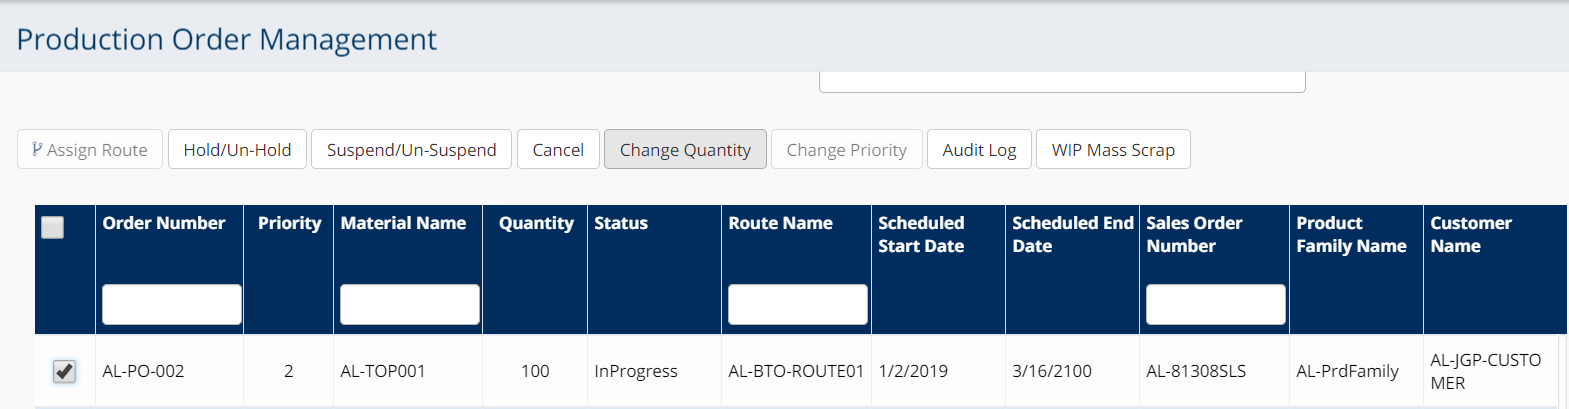 Production Order Management
Assign Route Hold/Un-Hold Suspend/Un-Suspend Cancel Change Quantity Change Priority Audit Log WIP Mass Scrap
Order Number Priority Material Name Quantity Status Route Name Scheduled Start Date Scheduled End Date Sales Order Number Product Family Name Customer Name
AL-PO-002 2 AL-TOP001 100 InProgress AL-BTO-ROUTE01 1/2/2019 3/16/2100 AL-81308SLS AL-PrdFamily AL-JGP-CUSTO
MER